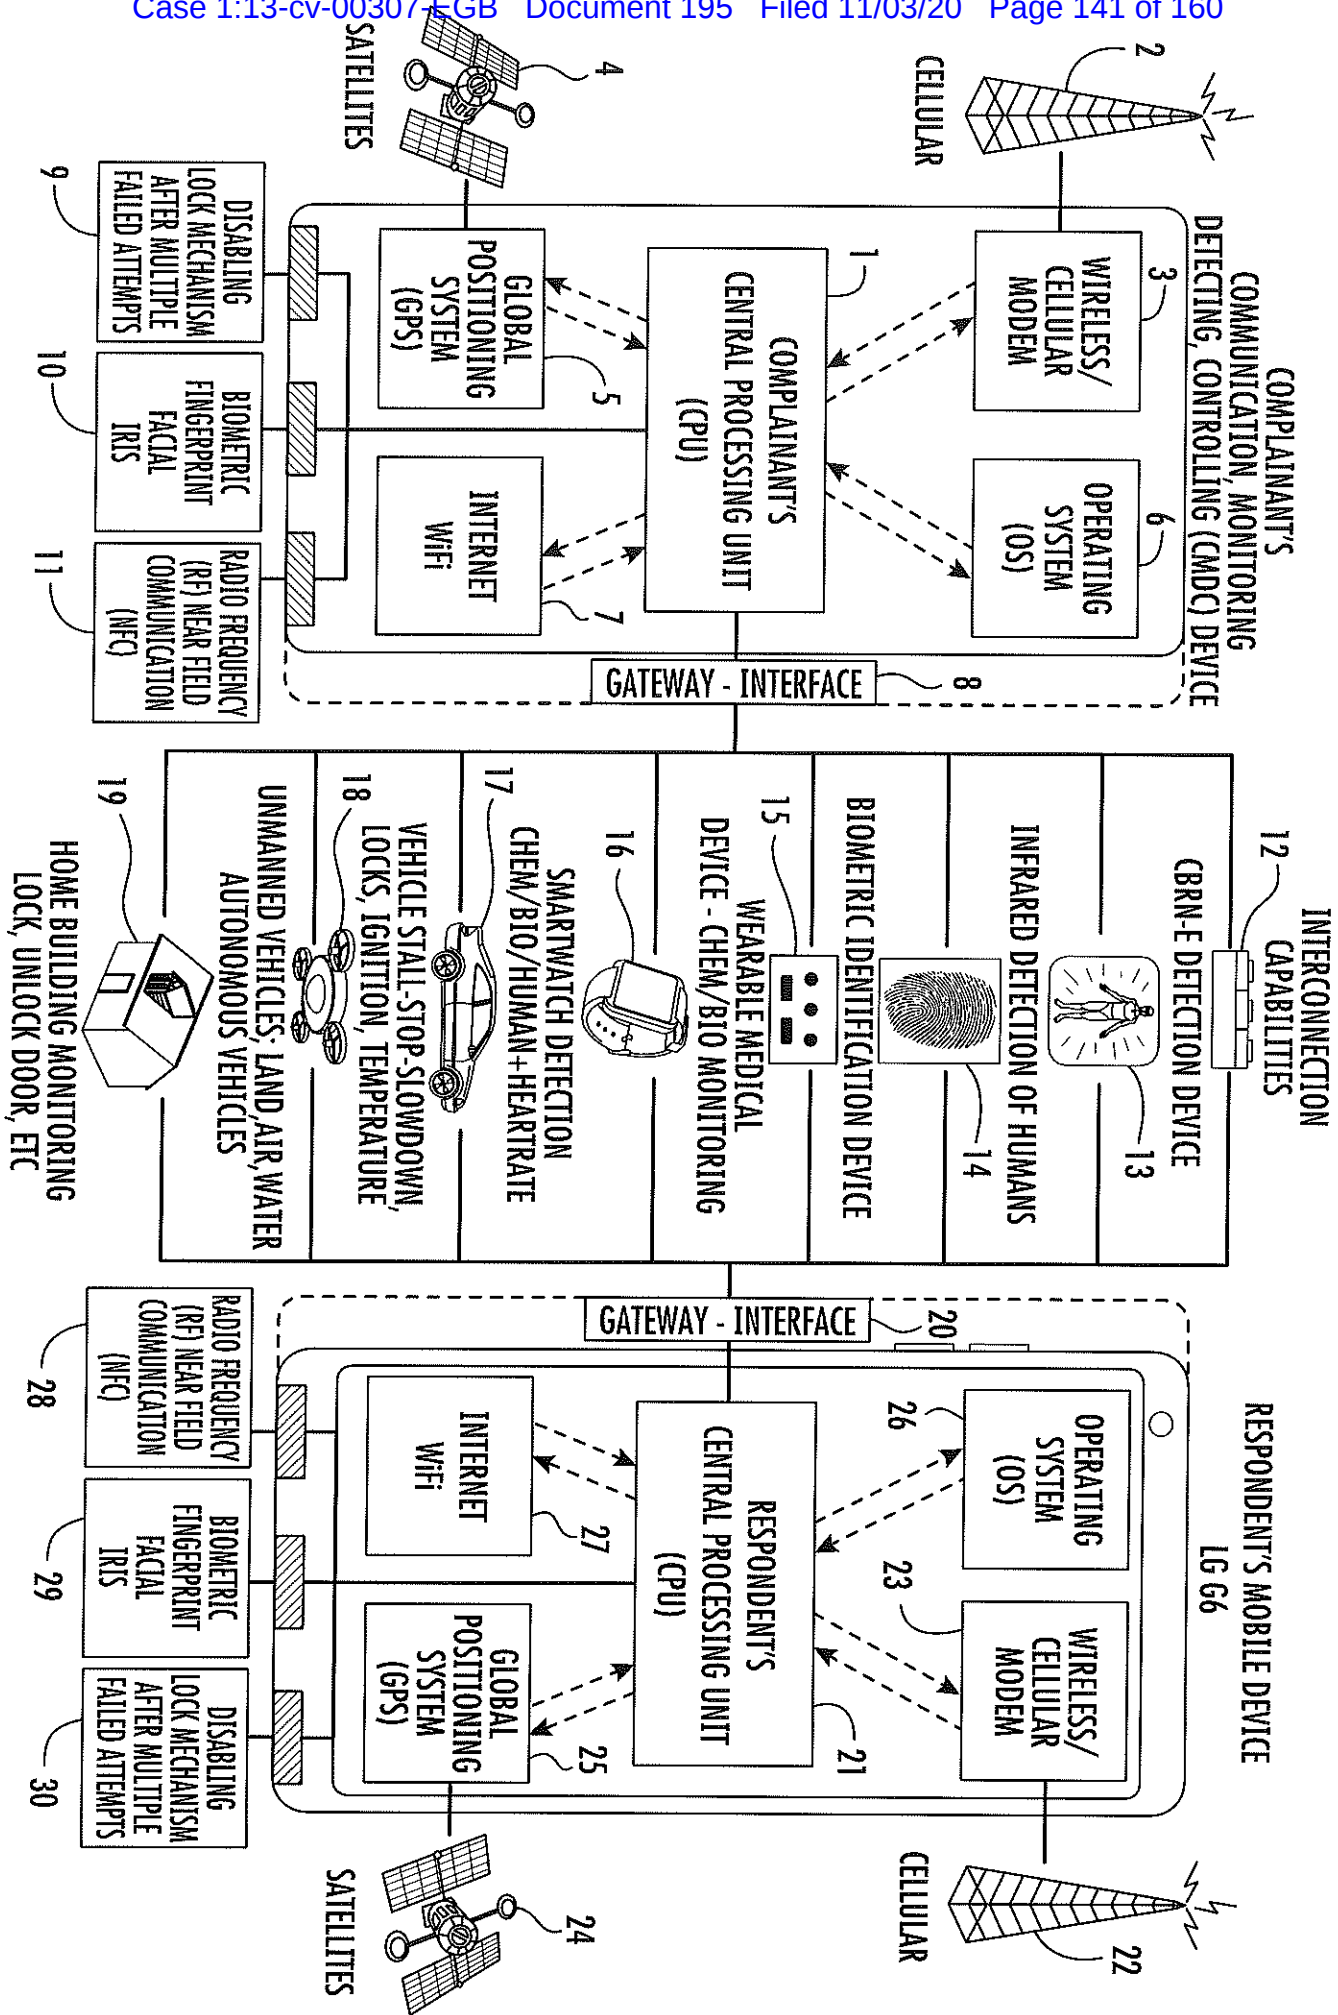 Case 1:13-cv-00307-EGB Document 195 Filed 11/03/20 Page 141 of 160
COMPLAINANT'S
COMMUNICATION, MONITORING
DETECTING, CONTROLLING (CMDC) DEVICE
2
CELLULAR
3
WIRELESS/
CELLULAR
MODEM
6
OPERATING
SYSTEM
(OS)
1
COMPLAINANT'S
CENTRAL PROCESSING UNIT
(CPU)
4
SATELLITES
GLOBAL
POSITIONING
SYSTEM
(GPS)
5
INTERNET
WiFi
7
8
GATEWAY - INTERFACE
DISABLING
LOCK MECHANISM
AFTER MULTIPLE
FAILED ATTEMPTS
9
BIOMETRIC
FINGERPRINT
FACIAL
IRIS
10
RADIO FREQUENCY
(RF) NEAR FIELD
COMMUNICATION
(NFC)
11
INTERCONNECTION
CAPABILITIES
12
CBRN-E DETECTION DEVICE
13
INFRARED DETECTION OF HUMANS
14
BIOMETRIC IDENTIFICATION DEVICE
15
WEARABLE MEDICAL
DEVICE - CHEM/BIO MONITORING
16
SMARTWATCH DETECTION
CHEM/BIO/HUMAN+HEARTRATE
17
VEHICLE STALL-STOP-SLOWDOWN,
LOCKS, IGNITION, TEMPERATURE,
18
UNMANNED VEHICLES; LAND,AIR,WATER
AUTONOMOUS VEHICLES
19
HOME BUILDING MONITORING
LOCK, UNLOCK DOOR, ETC
RESPONDENT'S MOBILE DEVICE
LG G6
20
GATEWAY - INTERFACE
26
OPERATING
SYSTEM
(OS)
23
WIRELESS/
CELLULAR
MODEM
22
CELLULAR
RESPONDENT'S
CENTRAL PROCESSING UNIT
(CPU)
21
INTERNET
WiFi
27
GLOBAL
POSITIONING
SYSTEM
(GPS)
25
24
SATELLITES
RADIO FREQUENCY
(RF) NEAR FIELD
COMMUNICATION
(NFC)
28
BIOMETRIC
FINGERPRINT
FACIAL
IRIS
29
DISABLING
LOCK MECHANISM
AFTER MULTIPLE
FAILED ATTEMPTS
30